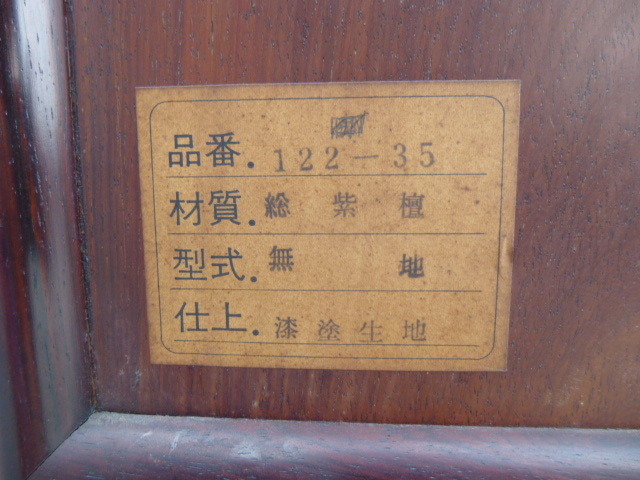 品番. 122-35
材質. 総紫檀
型式. 無地
仕上. 漆塗生地